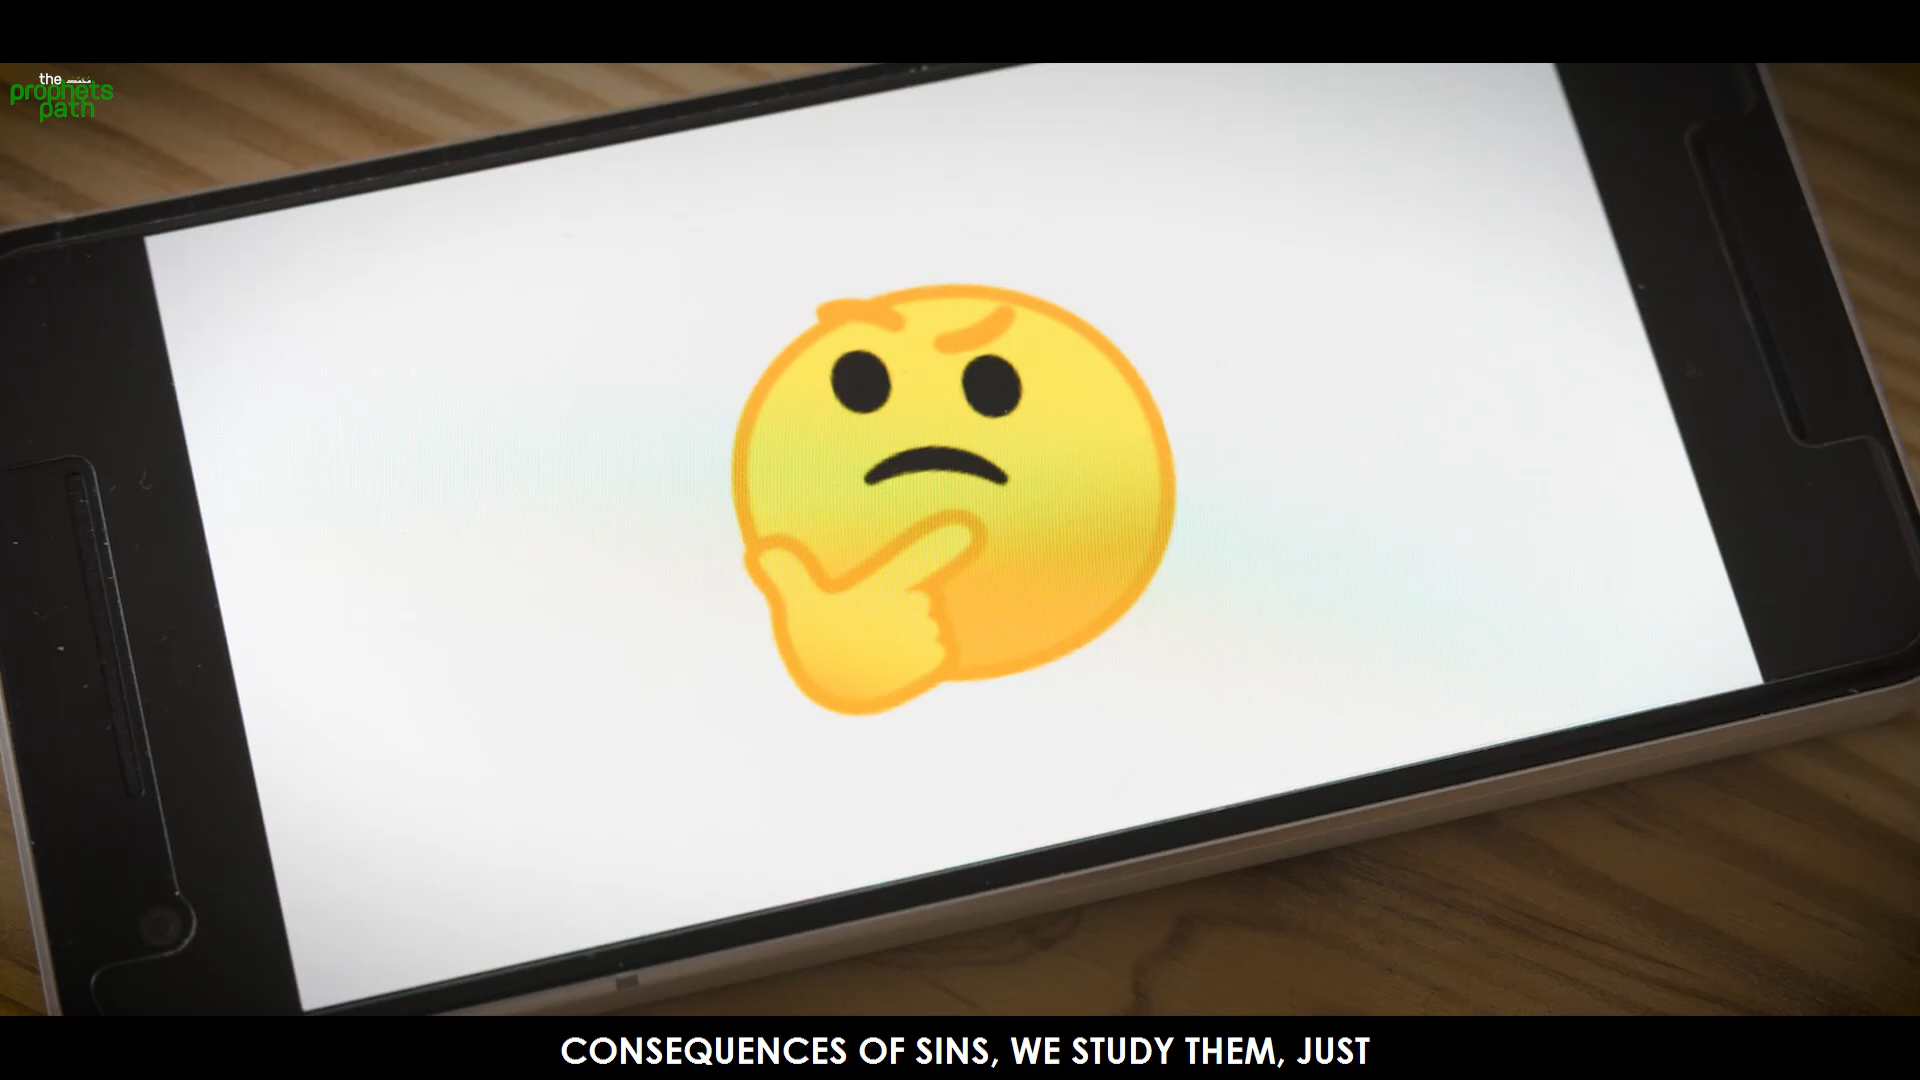 the
prophets
path
CONSEQUENCES OF SINS, WE STUDY THEM, JUST